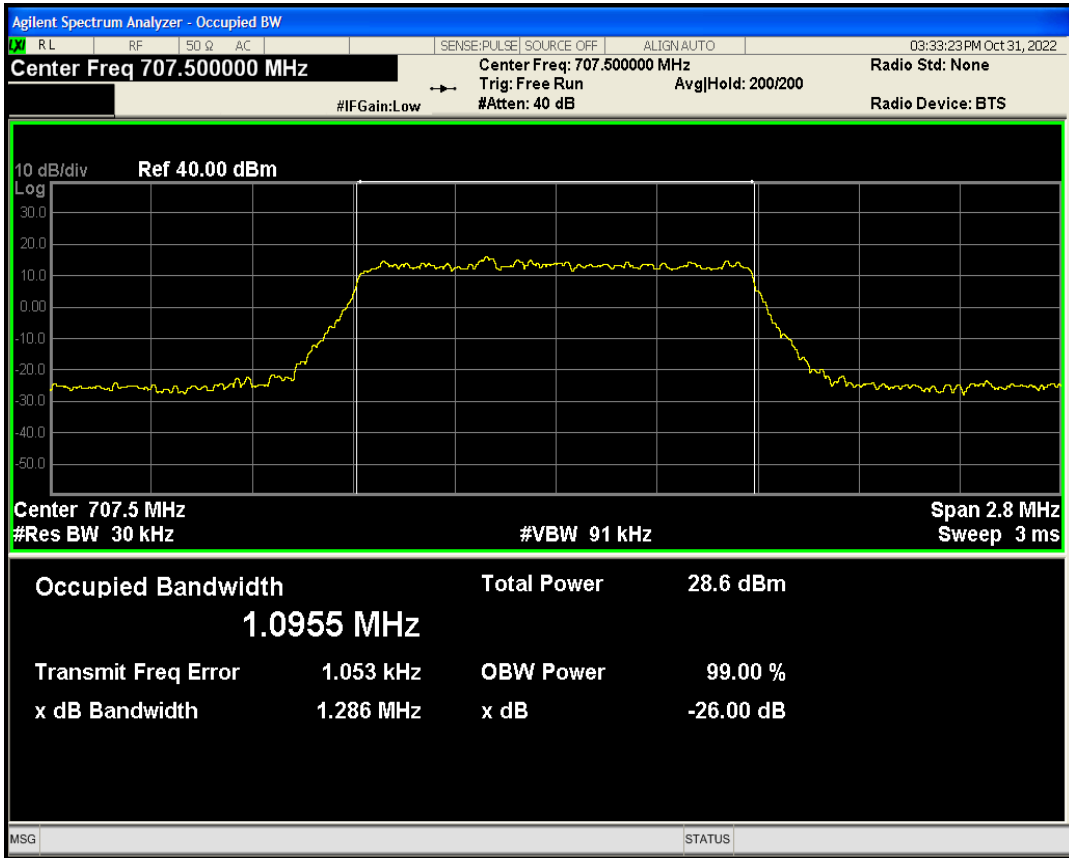 Agilent Spectrum Analyzer - Occupied BW
LXI RL RF 50 Ω AC SENSE:PULSE SOURCE OFF ALIGN AUTO 03:33:23 PM Oct 31, 2022
Center Freq 707.500000 MHz Center Freq: 707.500000 MHz Radio Std: None
Trig: Free Run Avg|Hold: 200/200
#IFGain:Low #Atten: 40 dB Radio Device: BTS
10 dB/div Ref 40.00 dBm
Log
30.0
20.0
10.0
0.00
-10.0
-20.0
-30.0
-40.0
-50.0
Center 707.5 MHz Span 2.8 MHz
#Res BW 30 kHz #VBW 91 kHz Sweep 3 ms
Occupied Bandwidth Total Power 28.6 dBm
1.0955 MHz
Transmit Freq Error 1.053 kHz OBW Power 99.00 %
x dB Bandwidth 1.286 MHz x dB -26.00 dB
MSG STATUS